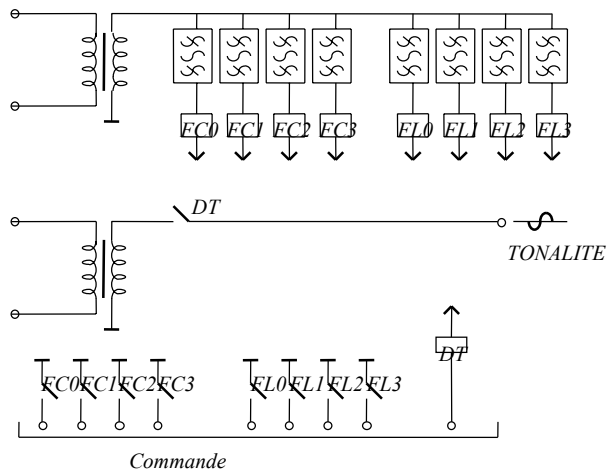 FC0 FC1 FC2 FC3 FL0 FL1 FL2 FL3
DT
TONALITE
DT
FC0 FC1 FC2 FC3 FL0 FL1 FL2 FL3
Commande